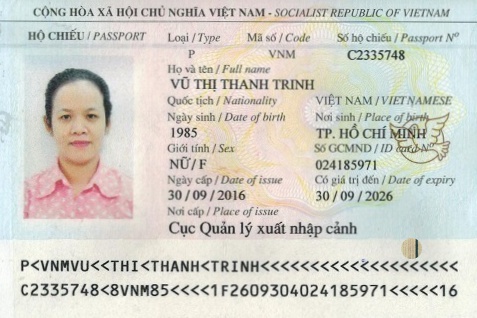 CỘNG HÒA XÃ HỘI CHỦ NGHĨA VIỆT NAM - SOCIALIST REPUBLIC OF VIETNAM
HỘ CHIẾU / PASSPORT
Loại / Type Mã số / Code Số hộ chiếu / Passport Nº
P VNM C2335748
Họ và tên / Full name
VŨ THỊ THANH TRINH
Quốc tịch / Nationality VIỆT NAM / VIETNAMESE
Ngày sinh / Date of birth Nơi sinh / Place of birth
1985 TP. HỒ CHÍ MINH
Giới tính / Sex Số GCMND / ID card Nº
NỮ / F 024185971
Ngày cấp / Date of issue Có giá trị đến / Date of expiry
30 / 09 / 2016 30 / 09 / 2026
Nơi cấp / Place of issue
Cục Quản lý xuất nhập cảnh
P<VNMVU<<THI<THANH<TRINH<<<<<<<<<<<<<<<<<<<<
C2335748<8VNM85<<<<1F2609304024185971<<<<<16